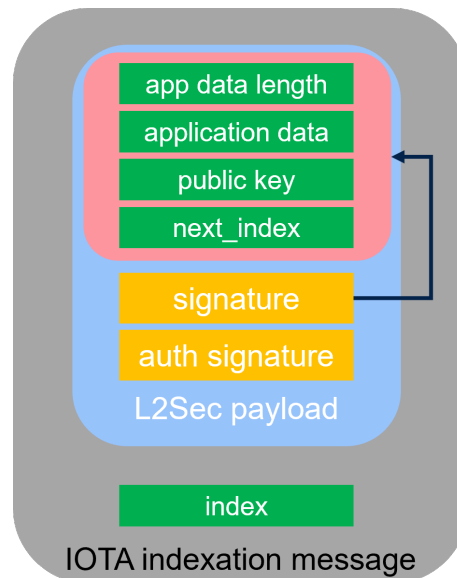 app data length
application data
public key
next_index
signature
auth signature
L2Sec payload
index
IOTA indexation message